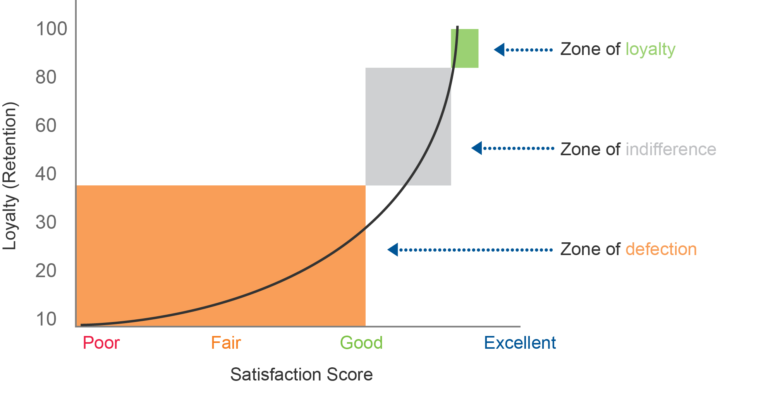 100
80
60
40
30
20
10
Loyalty (Retention)
Zone of loyalty
Zone of indifference
Zone of defection
Poor
Fair
Good
Excellent
Satisfaction Score